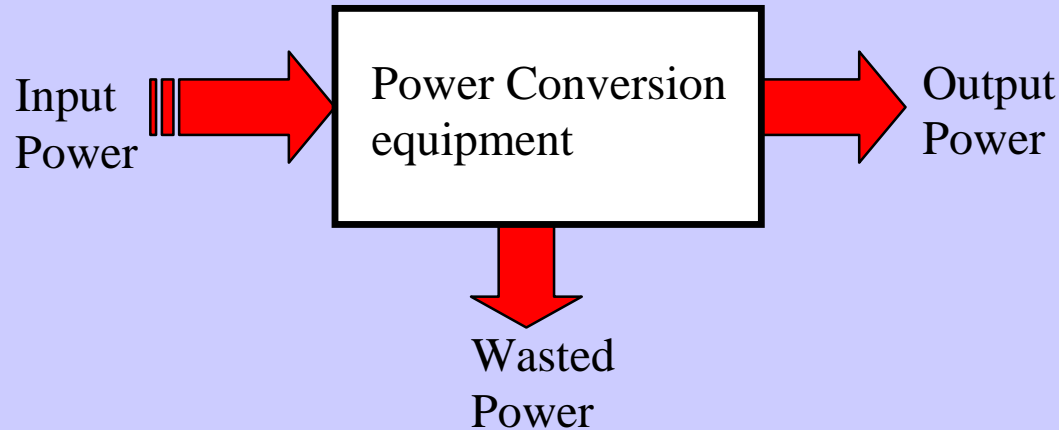 Input
Power
Power Conversion
equipment
Output
Power
Wasted
Power